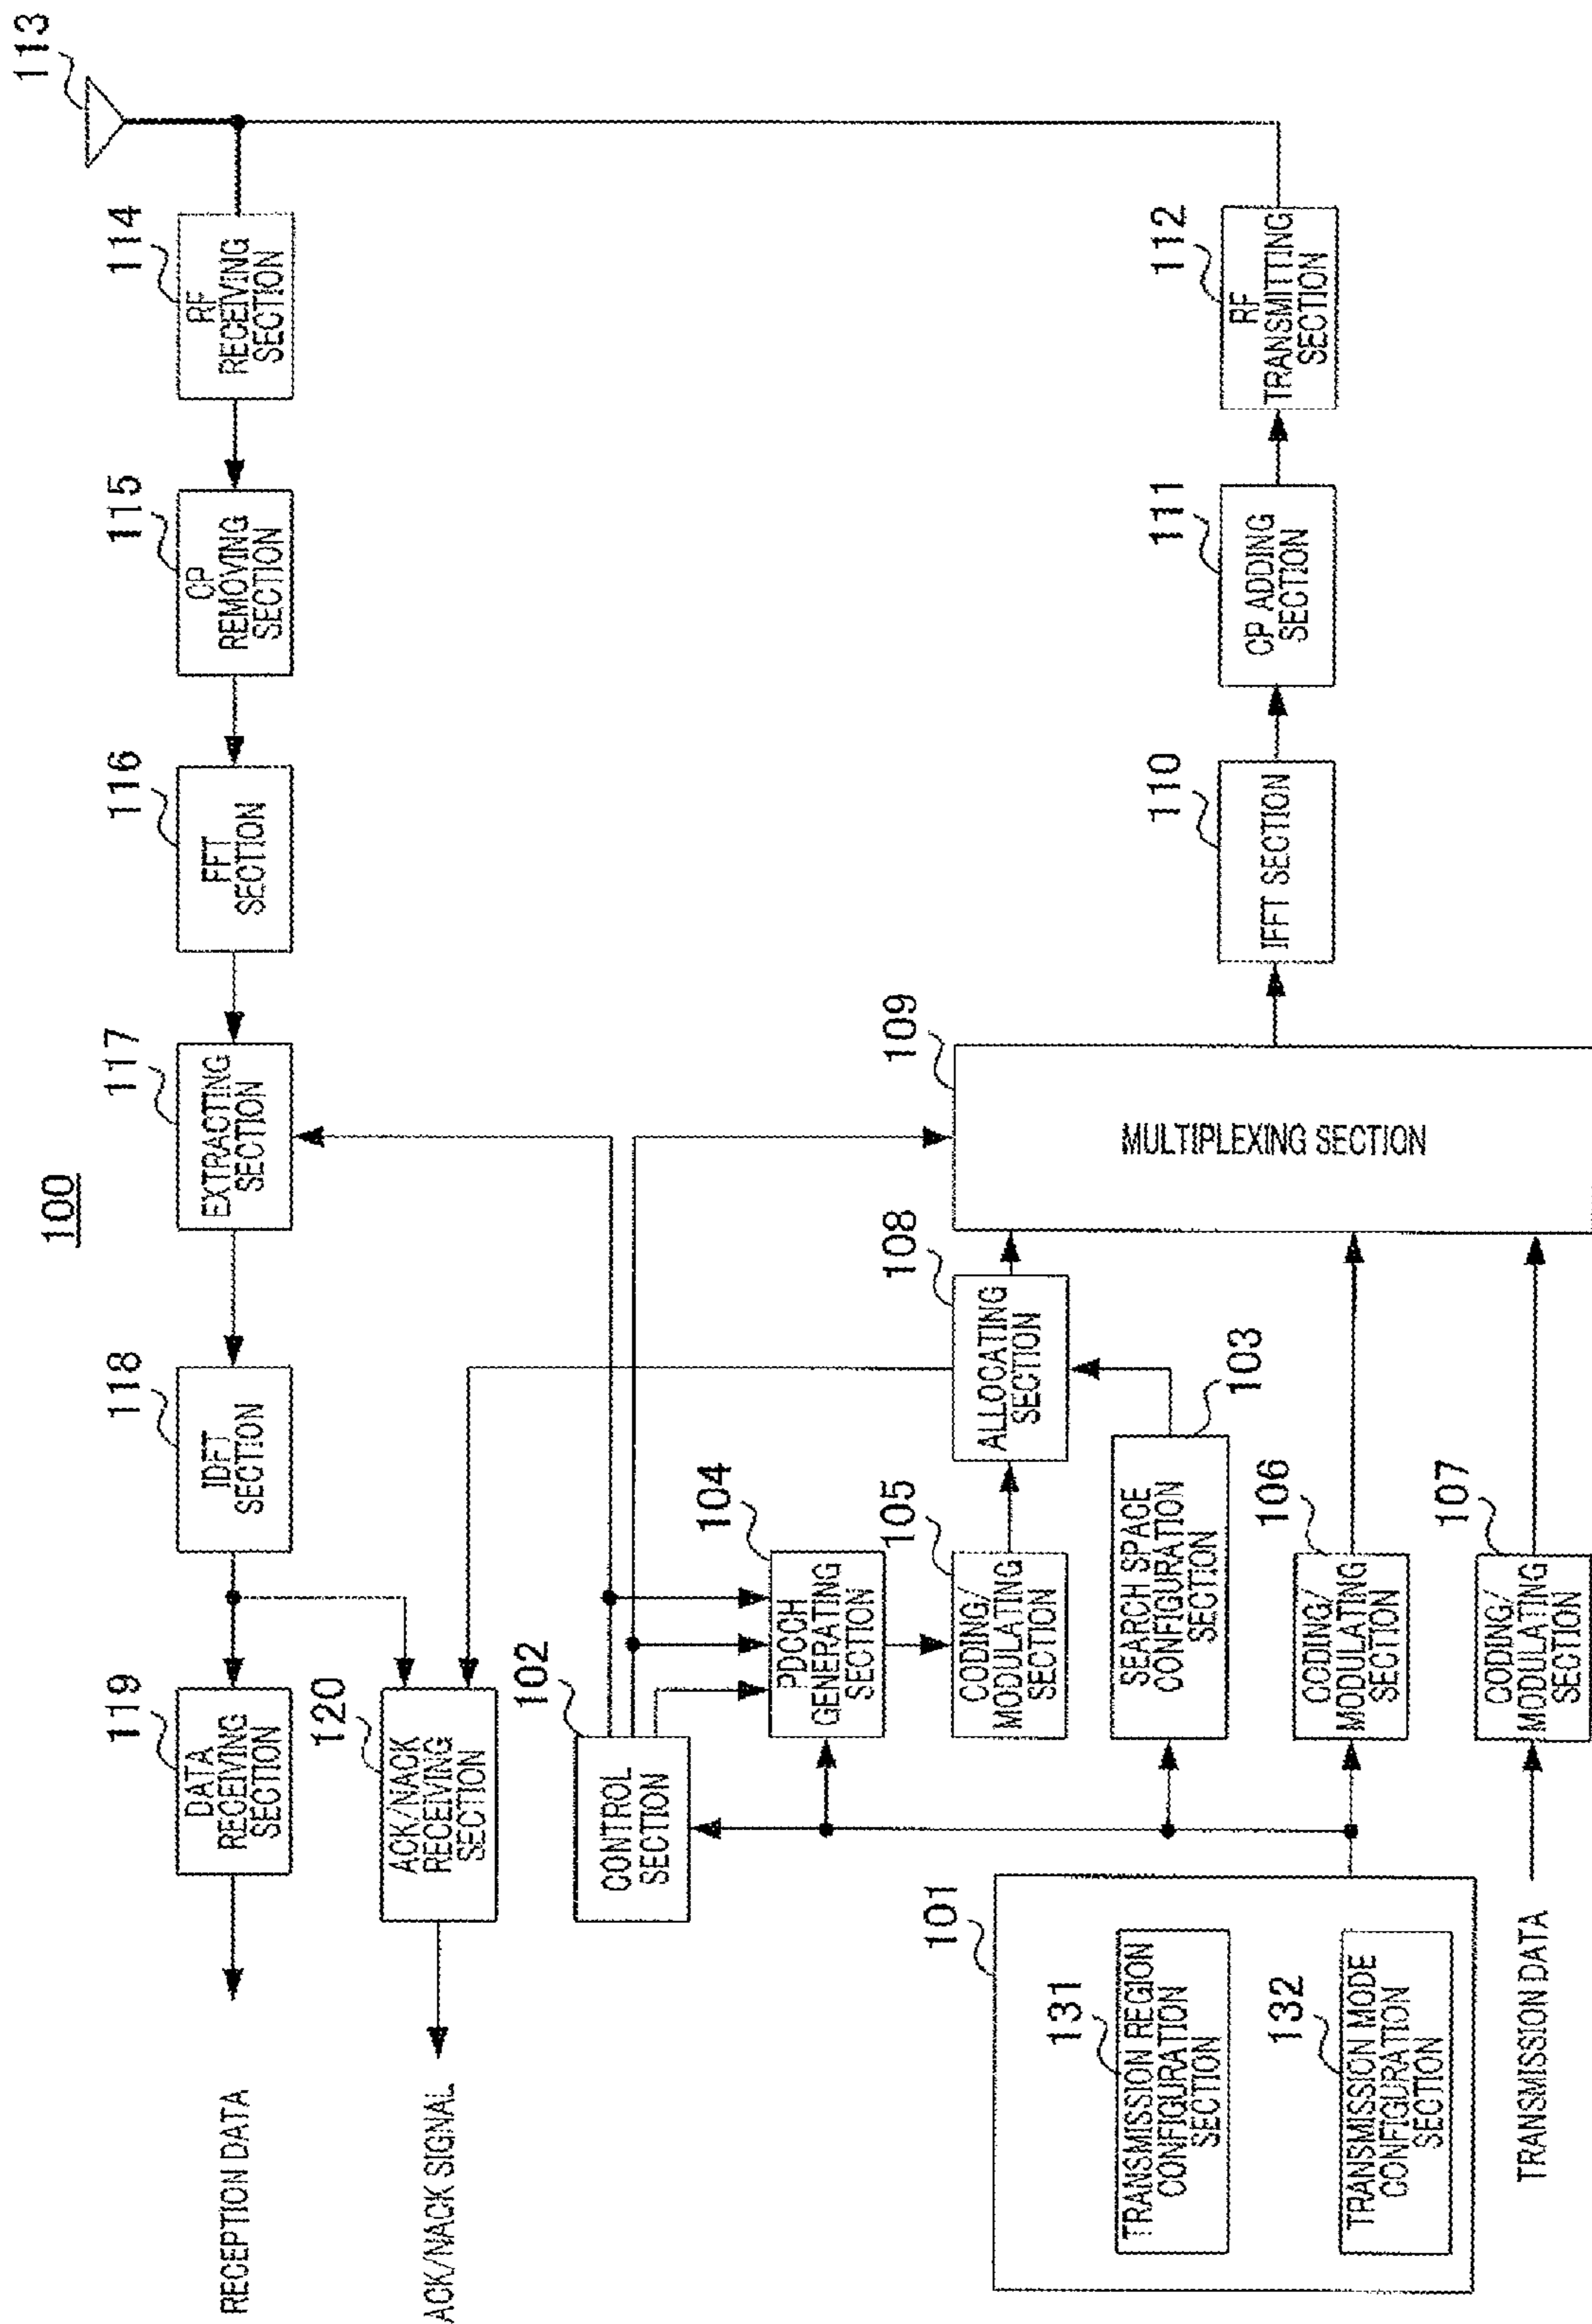 100
RECEPTION DATA
119
DATA
RECEIVING
SECTION
118
IDFT
SECTION
117
EXTRACTING
SECTION
116
FFT
SECTION
115
CP
REMOVING
SECTION
114
RF
RECEIVING
SECTION
113
ACK/NACK SIGNAL
120
ACK/NACK
RECEIVING
SECTION
102
CONTROL
SECTION
104
PDCCH
GENERATING
SECTION
105
CODING/
MODULATING
SECTION
108
ALLOCATING
SECTION
103
SEARCH SPACE
CONFIGURATION
SECTION
101
131
TRANSMISSION REGION
CONFIGURATION
SECTION
132
TRANSMISSION MODE
CONFIGURATION
SECTION
106
CODING/
MODULATING
SECTION
TRANSMISSION DATA
107
CODING/
MODULATING
SECTION
109
MULTIPLEXING SECTION
110
IFFT SECTION
111
CP ADDING
SECTION
112
RF
TRANSMITTING
SECTION